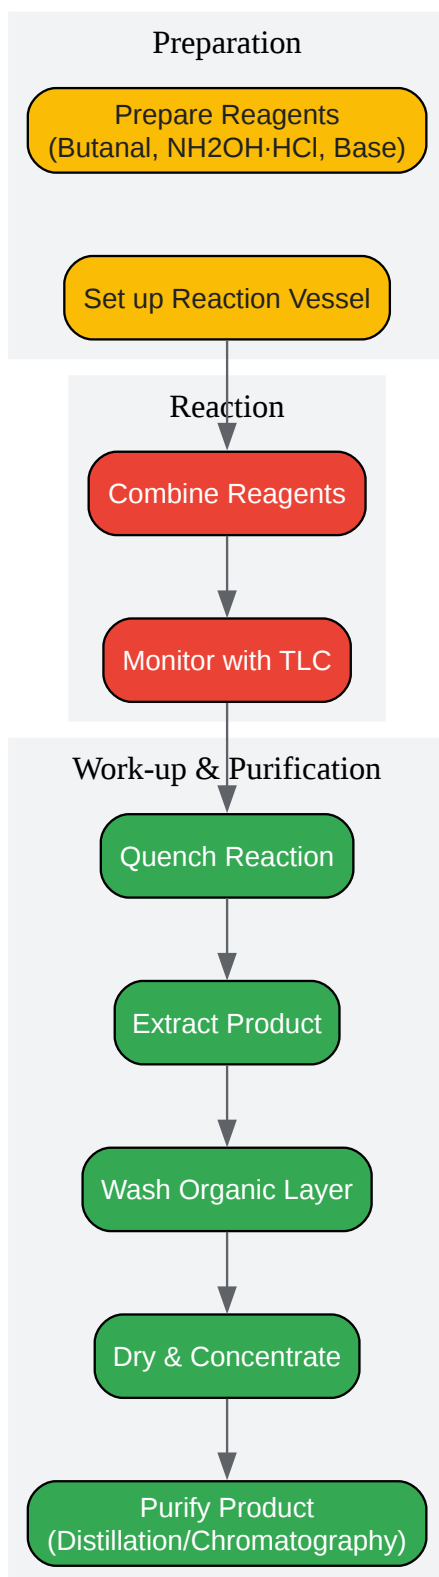 Preparation
Prepare Reagents
(Butanal, NH2OH·HCl, Base)
Set up Reaction Vessel
Reaction
Combine Reagents
Monitor with TLC
Work-up & Purification
Quench Reaction
Extract Product
Wash Organic Layer
Dry & Concentrate
Purify Product
(Distillation/Chromatography)